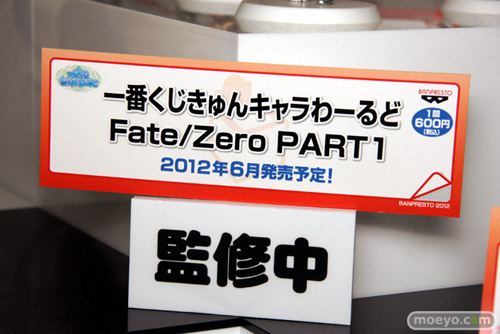 一番くじきゅんキャラわーるど
Fate/Zero PART1
2012年6月発売予定!
BANPRESTO
1回
600円
(税込)
BANPRESTO 2012
監修中
moeyo.com